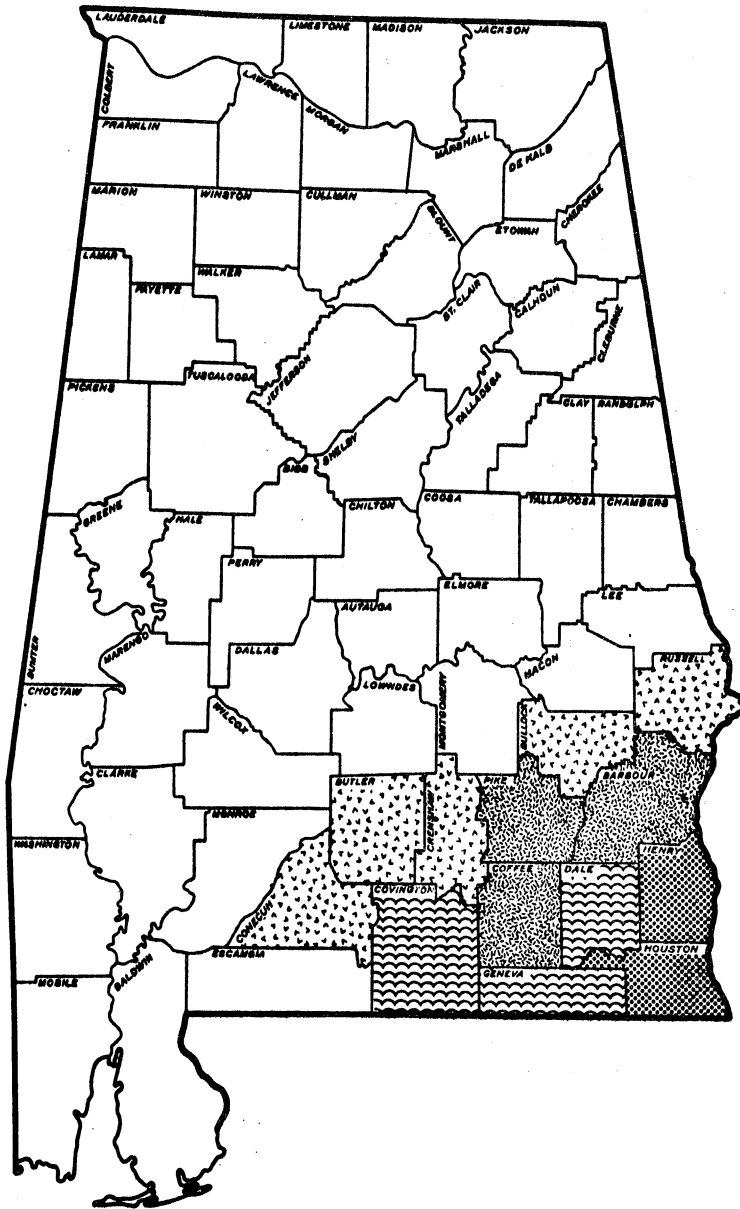 LAUDERDALE
LIMESTONE
MADISON
JACKSON
COLBERT
LAWRENCE
MORGAN
FRANKLIN
MARSHALL
DE KALB
MARION
WINSTON
CULLMAN
BLOUNT
ETOWAH
CHEROKEE
LAMAR
FAYETTE
WALKER
ST. CLAIR
CALHOUN
CLEBURNE
PICKENS
TUSCALOOSA
JEFFERSON
SHELBY
TALLADEGA
CLAY
RANDOLPH
BIBB
GREENE
HALE
CHILTON
COOSA
TALLAPOOSA
CHAMBERS
PERRY
ELMORE
LEE
SUMTER
MARENGO
AUTAUGA
DALLAS
MACON
RUSSELL
CHOCTAW
WILCOX
LOWNDES
MONTGOMERY
BULLOCK
CLARKE
BUTLER
CRENSHAW
PIKE
BARBOUR
MONROE
WASHINGTON
HENRY
CONECUH
COVINGTON
COFFEE
DALE
ESCAMBIA
HOUSTON
MOBILE
BALDWIN
GENEVA